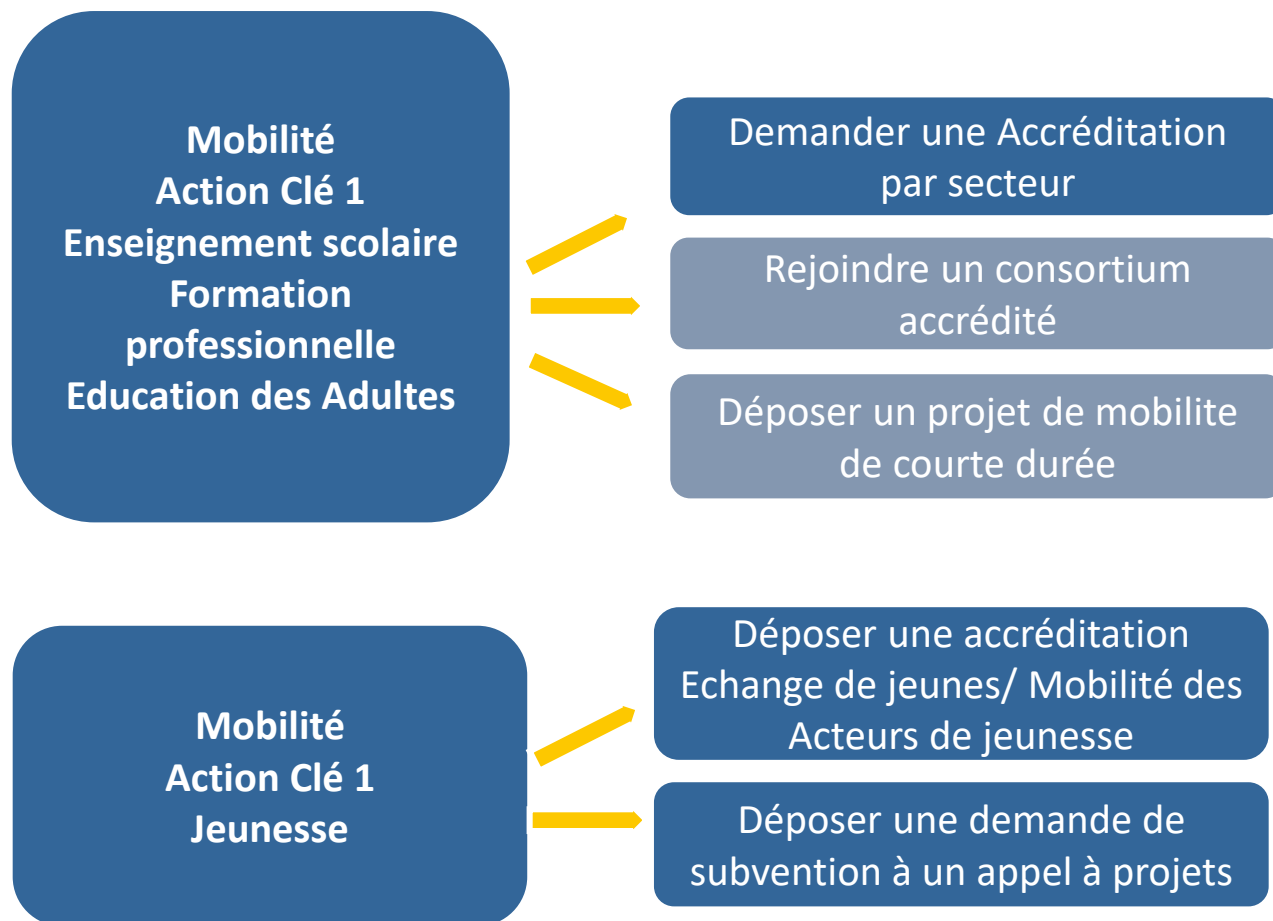 Mobilité
Action Clé 1
Enseignement scolaire
Formation
professionnelle
Education des Adultes
Demander une Accréditation
par secteur
Rejoindre un consortium
accrédité
Déposer un projet de mobilite
de courte durée
Mobilité
Action Clé 1
Jeunesse
Déposer une accréditation
Echange de jeunes/ Mobilité des
Acteurs de jeunesse
Déposer une demande de
subvention à un appel à projets